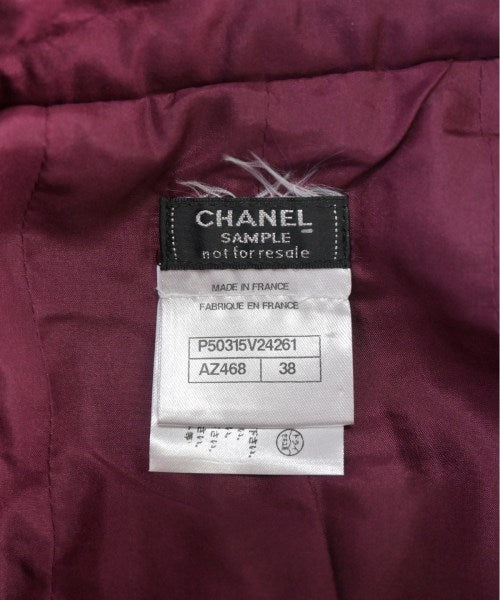 CHANEL
SAMPLE
not for resale
MADE IN FRANCE
FABRIQUE EN FRANCE
P50315V24261
AZ468 38